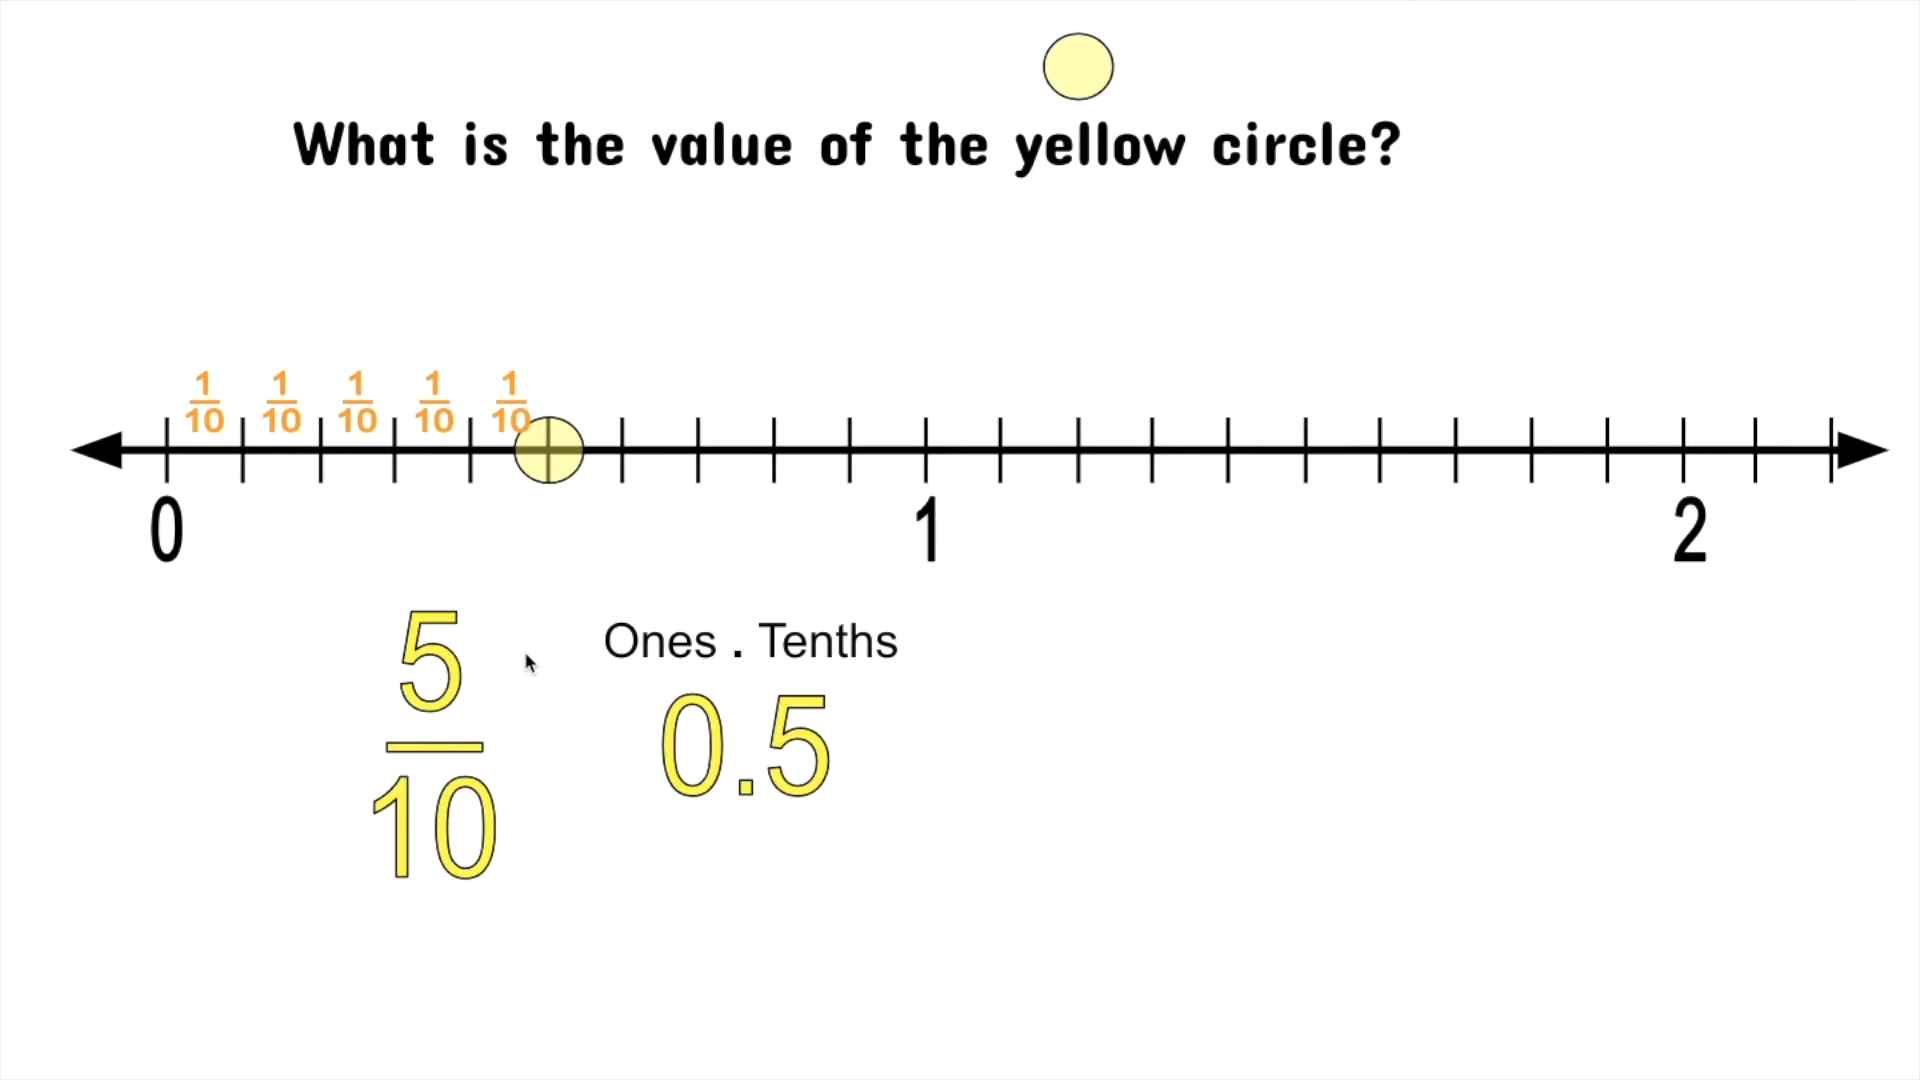 What is the value of the yellow circle?
1 1 1 1 1
10 10 10 10 10
0 1 2
5
10
Ones . Tenths
0.5